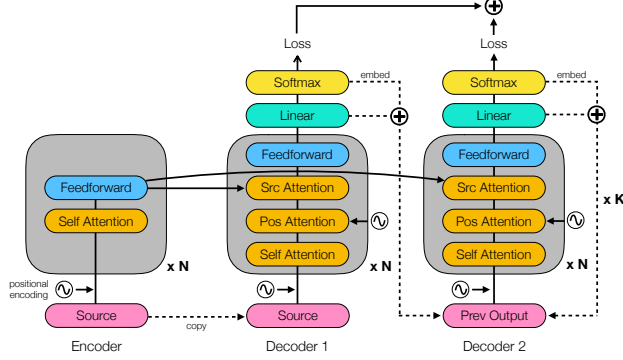 Loss
Loss
Softmax
embed
Softmax
embed
Linear
Linear
Feedforward
Feedforward
Feedforward
Src Attention
Src Attention
x K
Self Attention
Pos Attention
Pos Attention
Self Attention
Self Attention
x N
x N
x N
positional
encoding
Source
copy
Source
Prev Output
Encoder
Decoder 1
Decoder 2